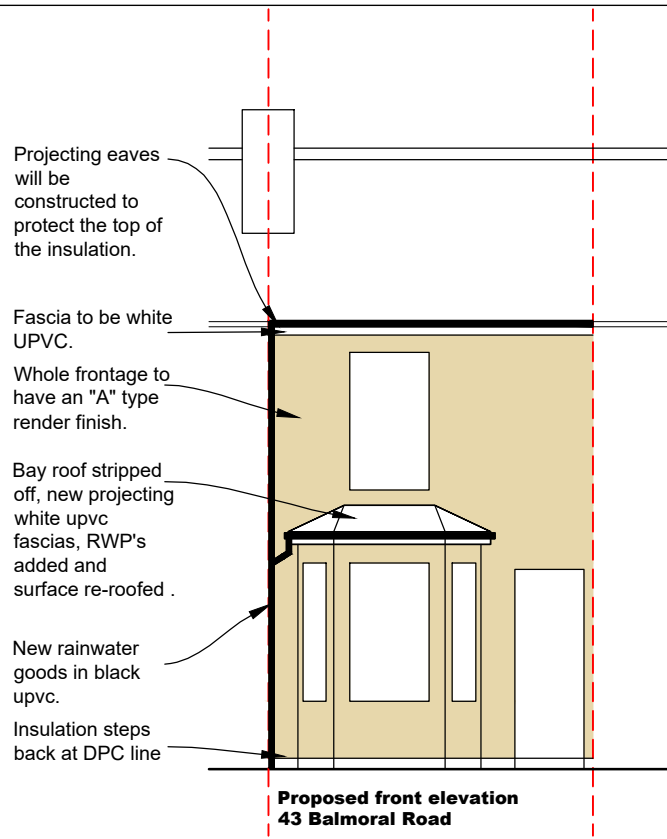 Projecting eaves
will be
constructed to
protect the top of
the insulation.
Fascia to be white
UPVC.
Whole frontage to
have an "A" type
render finish.
Bay roof stripped
off, new projecting
white upvc
fascias, RWP's
added and
surface re-roofed .
New rainwater
goods in black
upvc.
Insulation steps
back at DPC line
Proposed front elevation
43 Balmoral Road